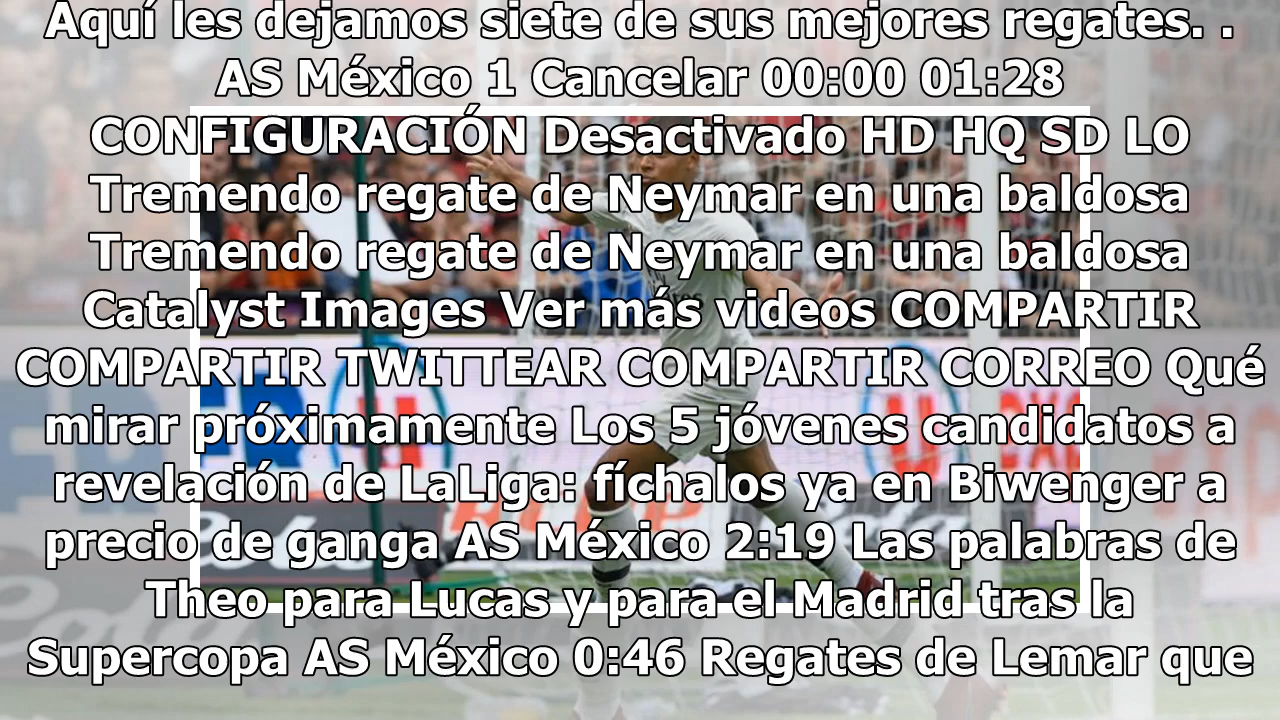 Aquí les dejamos siete de sus mejores regates. .
AS México 1 Cancelar 00:00 01:28
CONFIGURACIÓN Desactivado HD HQ SD LO
Tremendo regate de Neymar en una baldosa
Tremendo regate de Neymar en una baldosa
Catalyst Images Ver más videos COMPARTIR
COMPARTIR TWITTEAR COMPARTIR CORREO Qué
mirar próximamente Los 5 jóvenes candidatos a
revelación de LaLiga: fíchalos ya en Biwenger a
precio de ganga AS México 2:19 Las palabras de
Theo para Lucas y para el Madrid tras la
Supercopa AS México 0:46 Regates de Lemar que